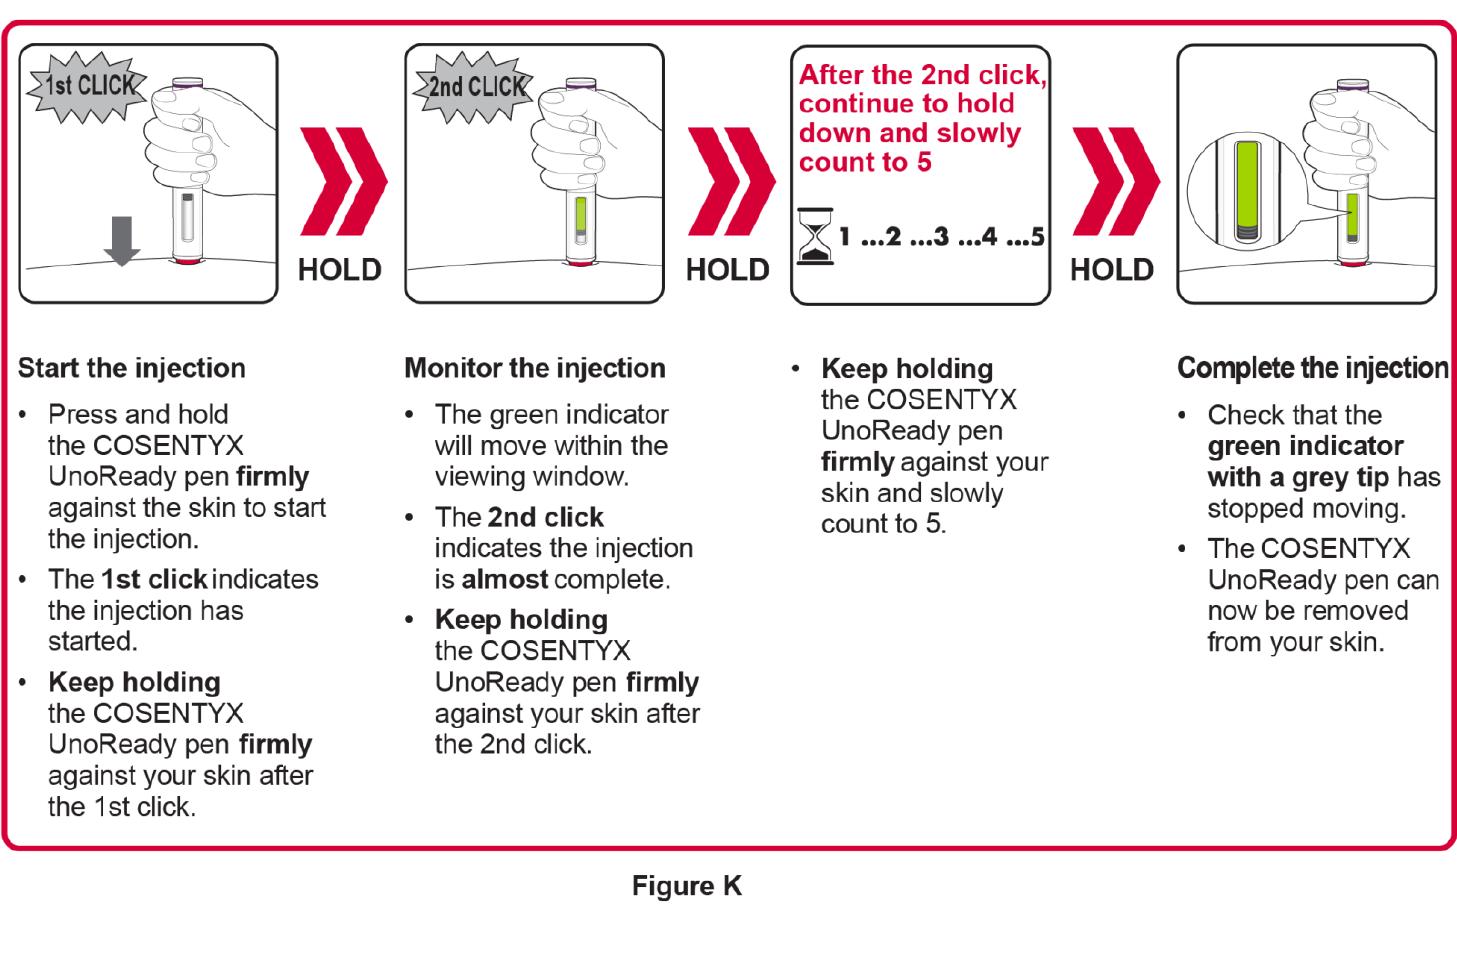 1st CLICK
HOLD
2nd CLICK
HOLD
After the 2nd click,
continue to hold
down and slowly
count to 5
1 ...2 ...3 ...4 ...5
HOLD
Start the injection
• Press and hold
the COSENTYX
UnoReady pen firmly
against the skin to start
the injection.
• The 1st click indicates
the injection has
started.
• Keep holding
the COSENTYX
UnoReady pen firmly
against your skin after
the 1st click.
Monitor the injection
• The green indicator
will move within the
viewing window.
• The 2nd click
indicates the injection
is almost complete.
• Keep holding
the COSENTYX
UnoReady pen firmly
against your skin after
the 2nd click.
• Keep holding
the COSENTYX
UnoReady pen
firmly against your
skin and slowly
count to 5.
Complete the injection
• Check that the
green indicator
with a grey tip has
stopped moving.
• The COSENTYX
UnoReady pen can
now be removed
from your skin.
Figure K